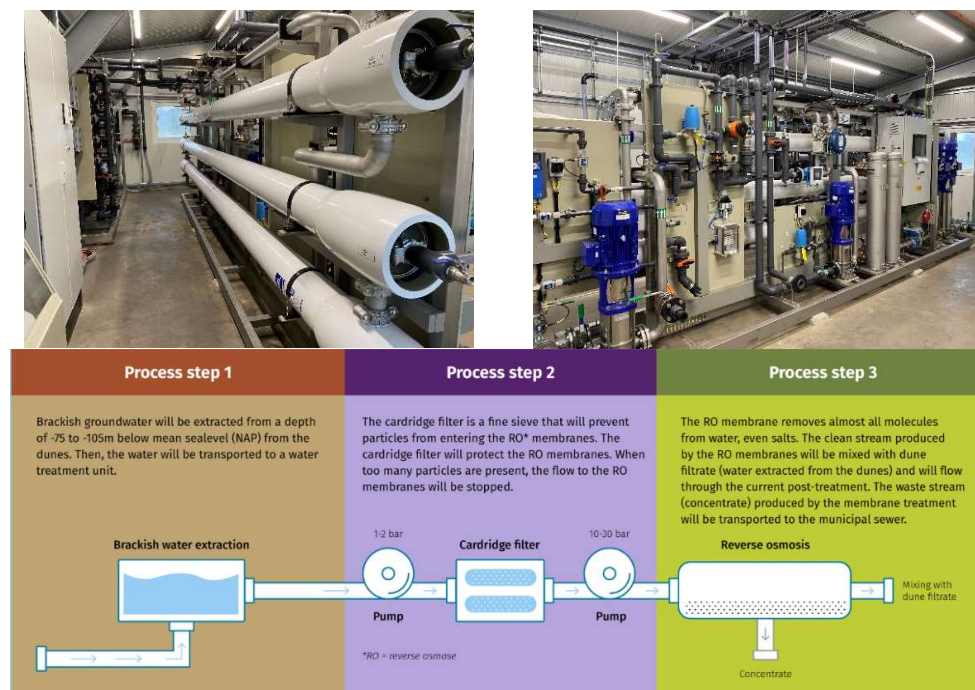 Process step 1
Brackish groundwater will be extracted from a depth
of -75 to -105m below mean sealevel (NAP) from the
dunes. Then, the water will be transported to a water
treatment unit.
Brackish water extraction
Process step 2
The cardridge filter is a fine sieve that will prevent
particles from entering the RO* membranes. The
cardridge filter will protect the RO membranes. When
too many particles are present, the flow to the RO
membranes will be stopped.
1-2 bar
Pump
Cardridge filter
10-30 bar
Pump
*RO = reverse osmose
Process step 3
The RO membrane removes almost all molecules
from water, even salts. The clean stream produced
by the RO membranes will be mixed with dune
filtrate (water extracted from the dunes) and will flow
through the current post-treatment. The waste stream
(concentrate) produced by the membrane treatment
will be transported to the municipal sewer.
Reverse osmosis
Mixing with
dune filtrate
Concentrate